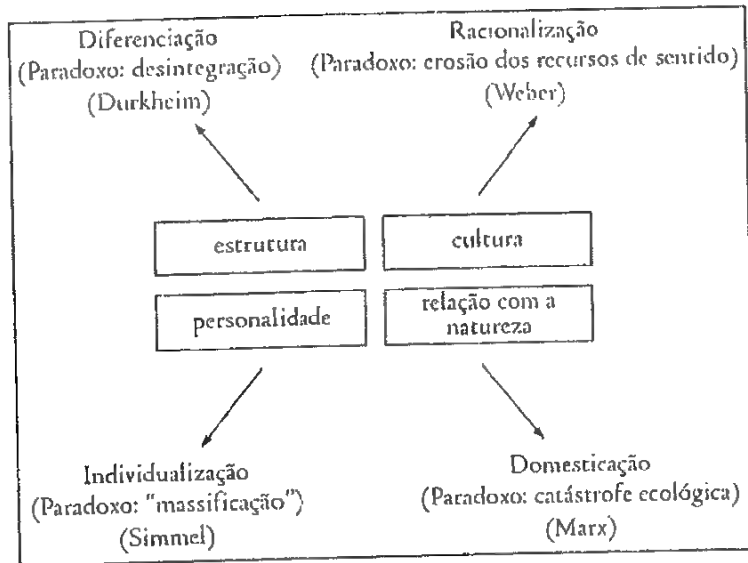 Diferenciação
(Paradoxo: desintegração)
(Durkheim)
Racionalização
(Paradoxo: erosão dos recursos de sentido)
(Weber)
estrutura
cultura
personalidade
relação com a
natureza
Individualização
(Paradoxo: “massificação”)
(Simmel)
Domesticação
(Paradoxo: catástrofe ecológica)
(Marx)